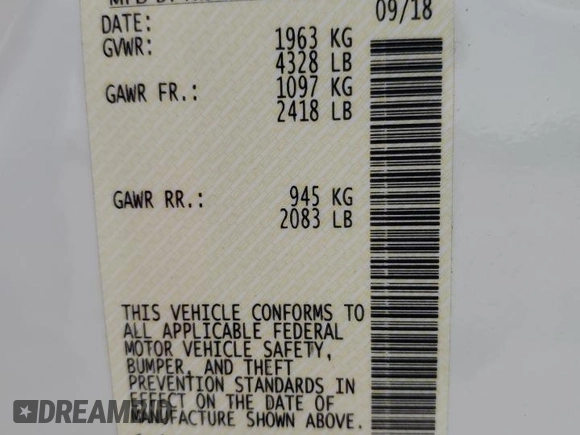 09/18
DATE:
GVWR: 1963 KG
4328 LB
GAWR FR.: 1097 KG
2418 LB
GAWR RR.: 945 KG
2083 LB
THIS VEHICLE CONFORMS TO
ALL APPLICABLE FEDERAL
MOTOR VEHICLE SAFETY,
BUMPER, AND THEFT
PREVENTION STANDARDS IN
EFFECT ON THE DATE OF
MANUFACTURE SHOWN ABOVE.
DREAMBID